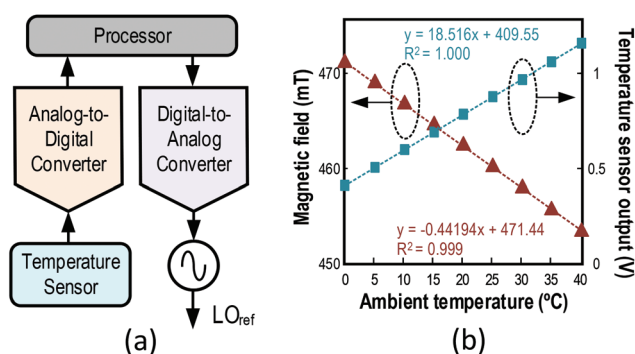 Processor
Analog-to-
Digital
Converter
Digital-to-
Analog
Converter
Temperature
Sensor
LOref
(a)
y = 18.516x + 409.55
R² = 1.000
y = -0.44194x + 471.44
R² = 0.999
Magnetic field (mT)
470
460
450
Temperature sensor output (V)
1
0.5
0
0 5 10 15 20 25 30 35 40
Ambient temperature (ºC)
(b)